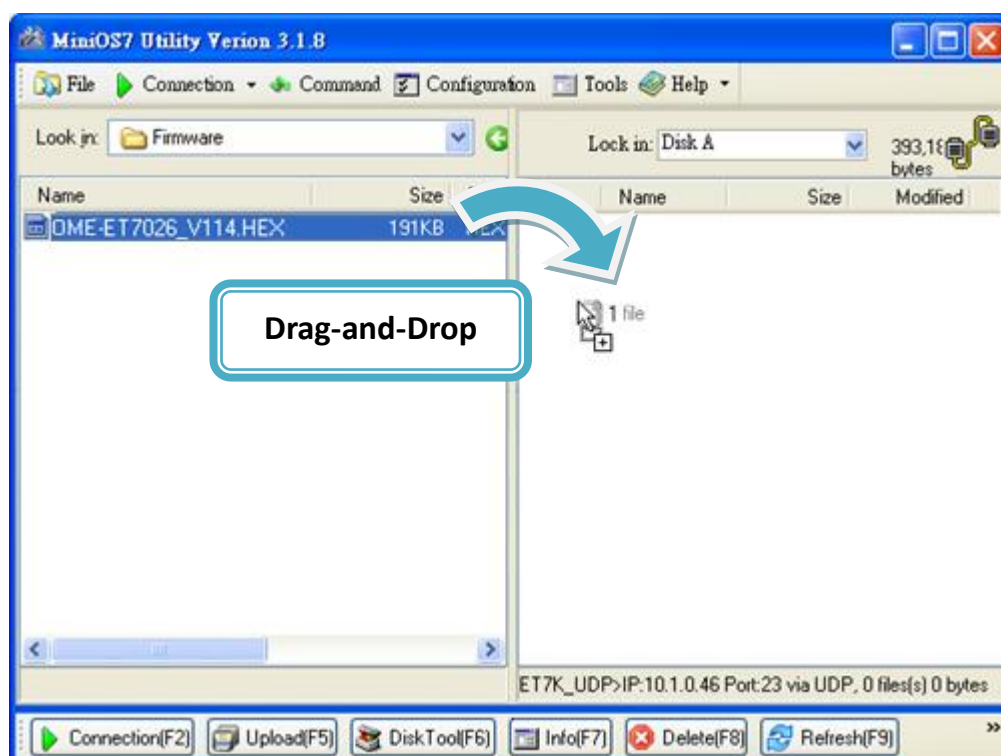 MiniOS7 Utility Verion 3.1.8
File Connection Command Configuration Tools Help
Look in: Firmware
Lock in: Disk A
393,18
bytes
Name Size
Name Size Modified
OME-ET7026_V114.HEX 191KB HEX
1 file
Drag-and-Drop
ET7K_UDP>IP:10.1.0.46 Port:23 via UDP, 0 files(s) 0 bytes
Connection(F2) Upload(F5) DiskTool(F6) Info(F7) Delete(F8) Refresh(F9) »